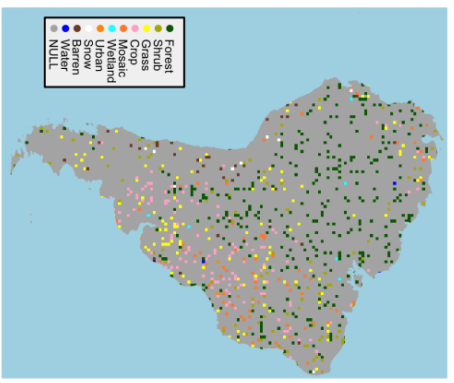 Forest
Shrub
Grass
Crop
Mosaic
Wetland
Urban
Snow
Barren
Water
NULL